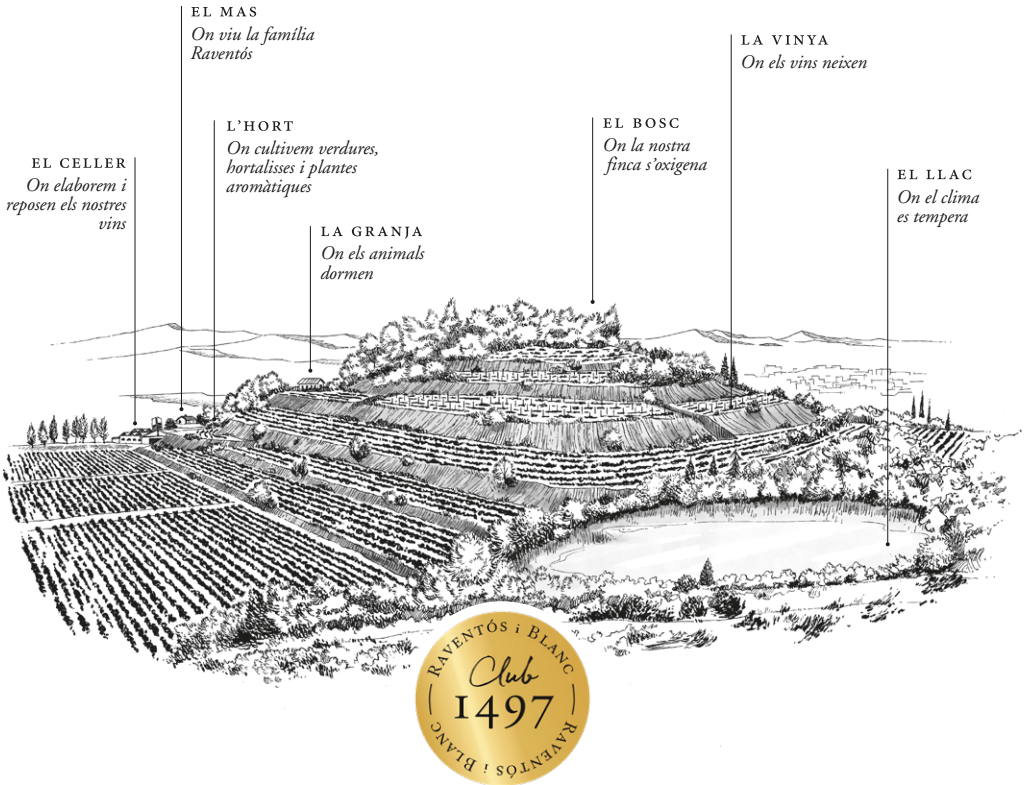 EL MAS
On viu la família
Raventós
LA VINYA
On els vins neixen
L’HORT
On cultivem verdures,
hortalisses i plantes
aromàtiques
EL BOSC
On la nostra
finca s’oxigena
EL CELLER
On elaborem i
reposen els nostres
vins
EL LLAC
On el clima
es tempera
LA GRANJA
On els animals
dormen
RAVENTÓS i BLANC
Club
1497
RAVENTÓS i BLANC